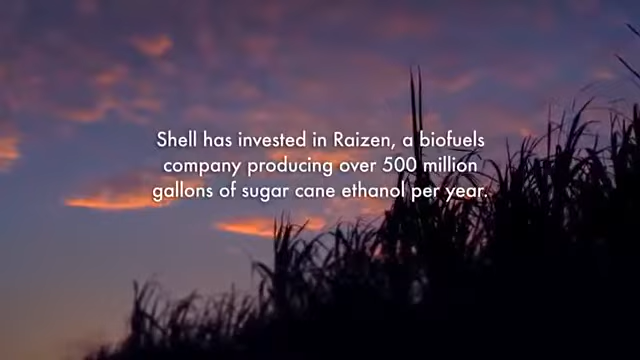 Shell has invested in Raizen, a biofuels
company producing over 500 million
gallons of sugar cane ethanol per year.